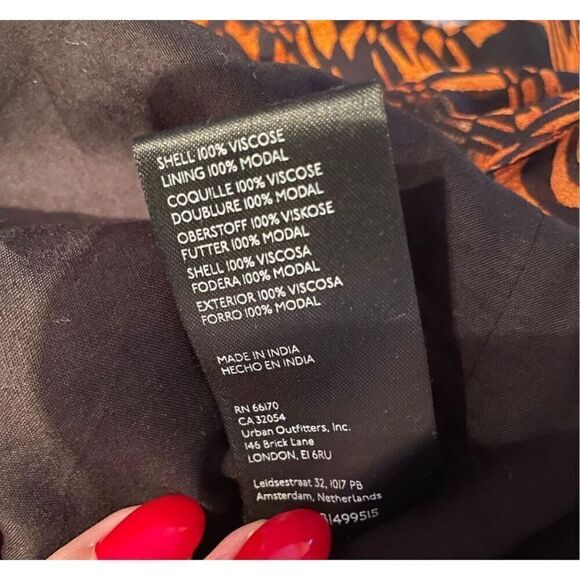 SHELL 100% VISCOSE
LINING 100% MODAL
COQUILLE 100% VISCOSE
DOUBLURE 100% MODAL
OBERSTOFF 100% VISKOSE
FUTTER 100% MODAL
SHELL 100% VISCOSA
FODERA 100% MODAL
EXTERIOR 100% VISCOSA
FORRO 100% MODAL
MADE IN INDIA
HECHO EN INDIA
RN 66170
CA 32054
Urban Outfitters, Inc.
146 Brick Lane
LONDON, E1 6RU
Leidsestraat 32, 1017 PB
Amsterdam, Netherlands